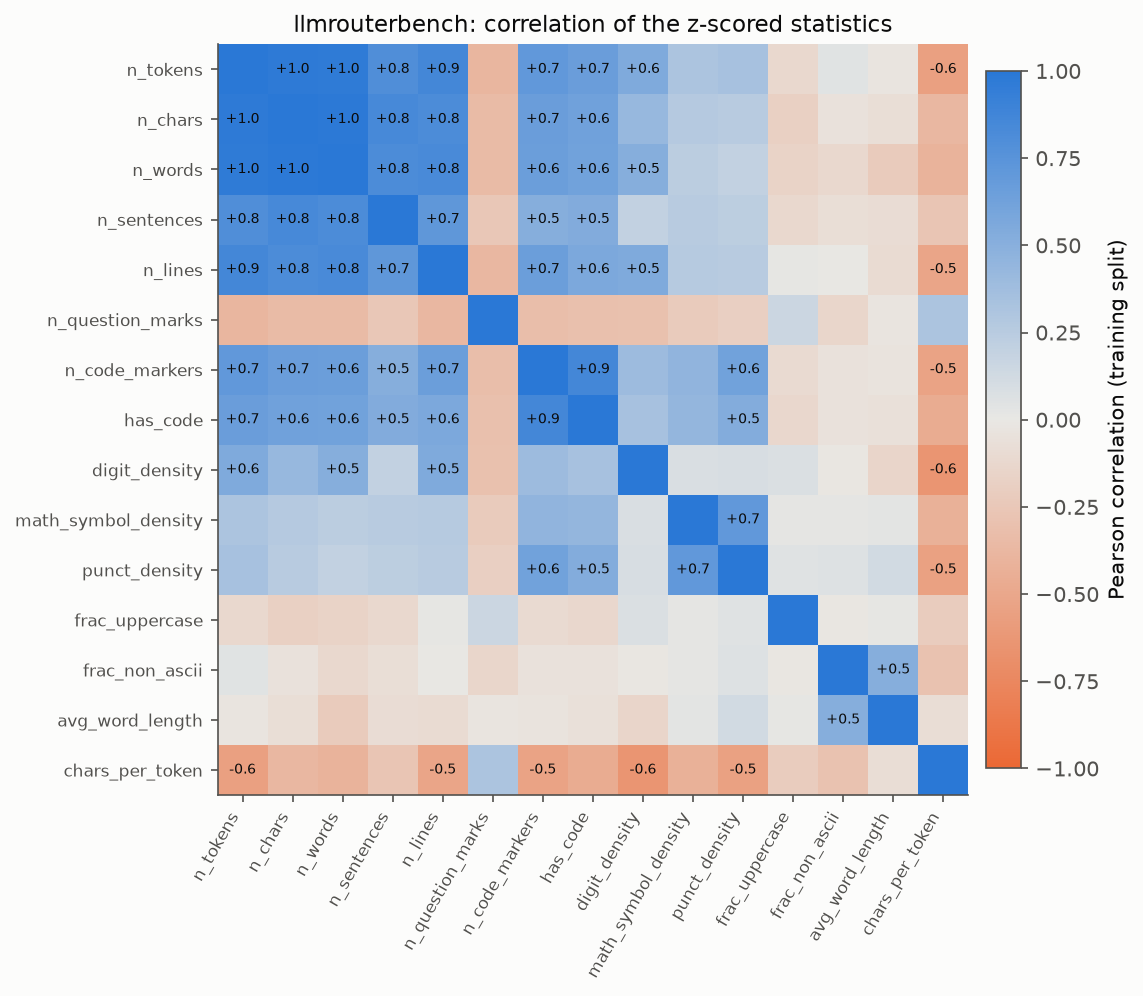 llmrouterbench: correlation of the z-scored statistics
n_tokens +1.0 +1.0 +0.8 +0.9 +0.7 +0.7 +0.6 -0.6
n_chars +1.0 +1.0 +0.8 +0.8 +0.7 +0.6
n_words +1.0 +1.0 +0.8 +0.8 +0.6 +0.6 +0.5
n_sentences +0.8 +0.8 +0.8 +0.7 +0.5 +0.5
n_lines +0.9 +0.8 +0.8 +0.7 +0.7 +0.6 +0.5 -0.5
n_question_marks
n_code_markers +0.7 +0.7 +0.6 +0.5 +0.7 +0.9 +0.6 -0.5
has_code +0.7 +0.6 +0.6 +0.5 +0.6 +0.9 +0.5
digit_density +0.6 +0.5 +0.5 -0.6
math_symbol_density +0.7
punct_density +0.6 +0.5 +0.7 -0.5
frac_uppercase
frac_non_ascii +0.5
avg_word_length +0.5
chars_per_token -0.6 -0.5 -0.5 -0.6 -0.5
n_tokens
n_chars
n_words
n_sentences
n_lines
n_question_marks
n_code_markers
has_code
digit_density
math_symbol_density
punct_density
frac_uppercase
frac_non_ascii
avg_word_length
chars_per_token
1.00
0.75
0.50
0.25
0.00
−0.25
−0.50
−0.75
−1.00
Pearson correlation (training split)